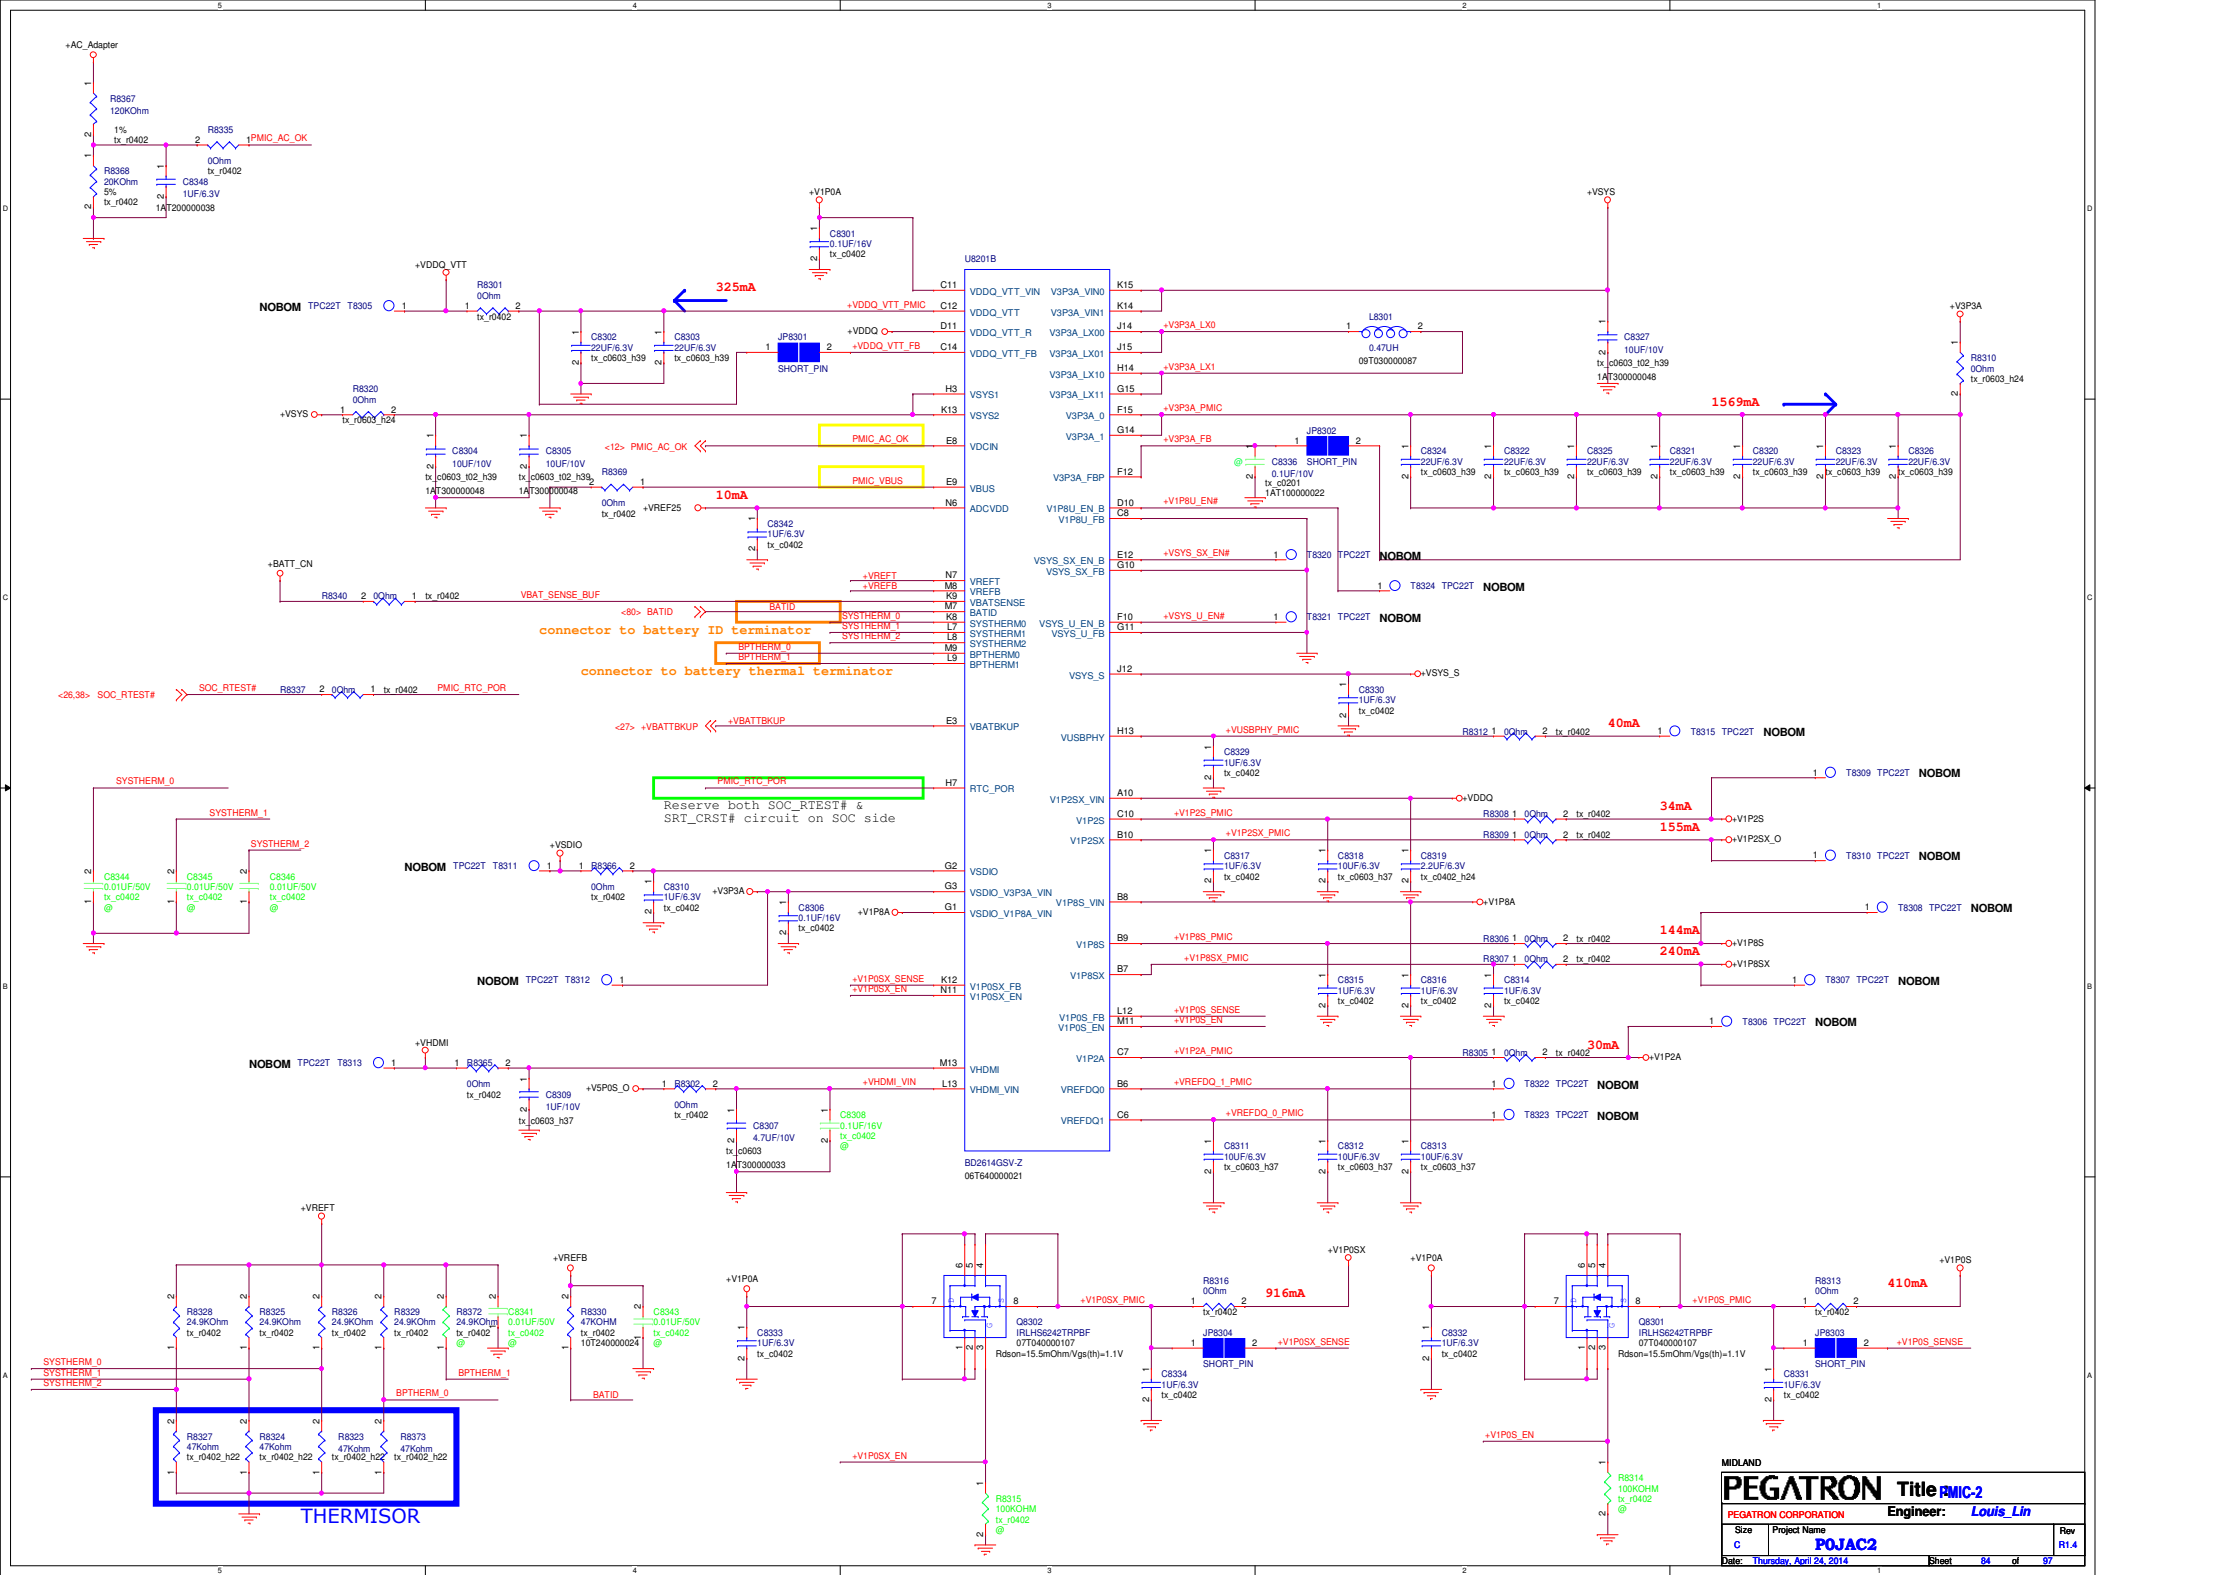 5 4 3 2 1
+AC_Adapter
R8367
120KOhm
1%
tx_r0402
R8335
PMIC_AC_OK
0Ohm
tx_r0402
R8368
20KOhm
5%
tx_r0402
C8348
1UF/6.3V
1AT200000038
+V1P0A
C8301
0.1UF/16V
tx_c0402
+VSYS
U8201B
+VDDQ_VTT
NOBOM TPC22T T8305
R8301
0Ohm
tx_r0402
325mA
+VDDQ_VTT_PMIC
+VDDQ
+VDDQ_VTT_FB
C8302
22UF/6.3V
tx_c0603_h39
C8303
22UF/6.3V
tx_c0603_h39
JP8301
SHORT_PIN
C11 VDDQ_VTT_VIN
C12 VDDQ_VTT
D11 VDDQ_VTT_R
C14 VDDQ_VTT_FB
H3 VSYS1
K13 VSYS2
E8 VDCIN
E9 VBUS
N6 ADCVDD
N7 VREFT
M8 VREFB
K9 VBATSENSE
M7 BATID
K8 SYSTHERM0
L7 SYSTHERM1
L8 SYSTHERM2
M9 BPTHERM0
L9 BPTHERM1
E3 VBATBKUP
H7 RTC_POR
G2 VSDIO
G3 VSDIO_V3P3A_VIN
G1 VSDIO_V1P8A_VIN
K12 V1P0SX_FB
N11 V1P0SX_EN
M13 VHDMI
L13 VHDMI_VIN
V3P3A_VIN0 K15
V3P3A_VIN1 K14
V3P3A_LX00 J14
V3P3A_LX01 J15
V3P3A_LX10 H14
V3P3A_LX11 G15
V3P3A_0 F15
V3P3A_1 G14
V3P3A_FBP F12
V1P8U_EN_B D10
V1P8U_FB C8
VSYS_SX_EN_B E12
VSYS_SX_FB G10
VSYS_U_EN_B F10
VSYS_U_FB G11
VSYS_S J12
VUSBPHY H13
V1P2SX_VIN A10
V1P2S C10
V1P2SX B10
V1P8S_VIN B8
V1P8S B9
V1P8SX B7
V1P0S_FB L12
V1P0S_EN M11
V1P2A C7
VREFDQ0 B6
VREFDQ1 C6
BD2614GSV-Z
06T640000021
+V3P3A_LX0
L8301
0.47UH
09T030000087
+V3P3A_LX1
C8327
10UF/10V
tx_c0603_t02_h39
1AT300000048
+V3P3A
R8310
0Ohm
tx_r0603_h24
+V3P3A_PMIC
1569mA
+V3P3A_FB
JP8302
SHORT_PIN
@ C8336
0.1UF/10V
tx_c0201
1AT100000022
C8324
22UF/6.3V
tx_c0603_h39
C8322
22UF/6.3V
tx_c0603_h39
C8325
22UF/6.3V
tx_c0603_h39
C8321
22UF/6.3V
tx_c0603_h39
C8320
22UF/6.3V
tx_c0603_h39
C8323
22UF/6.3V
tx_c0603_h39
C8326
22UF/6.3V
tx_c0603_h39
+VSYS
R8320
0Ohm
tx_r0603_h24
C8304
10UF/10V
tx_c0603_t02_h39
1AT300000048
C8305
10UF/10V
tx_c0603_t02_h39
1AT300000048
<12> PMIC_AC_OK
PMIC_AC_OK
R8369
0Ohm
tx_r0402
PMIC_VBUS
10mA
+VREF25
C8342
1UF/6.3V
tx_c0402
+V1P8U_EN#
+VSYS_SX_EN#
T8320 TPC22T NOBOM
T8324 TPC22T NOBOM
+VSYS_U_EN#
T8321 TPC22T NOBOM
+BATT_CN
R8340 0Ohm tx_r0402
VBAT_SENSE_BUF
+VREFT
+VREFB
<80> BATID
BATID
SYSTHERM_0
SYSTHERM_1
SYSTHERM_2
connector to battery ID terminator
BPTHERM_0
BPTHERM_1
connector to battery thermal terminator
+VSYS_S
C8330
1UF/6.3V
tx_c0402
<26,38> SOC_RTEST#
SOC_RTEST#
R8337 0Ohm tx_r0402
PMIC_RTC_POR
<27> +VBATTBKUP
+VBATTBKUP
+VUSBPHY_PMIC
C8329
1UF/6.3V
tx_c0402
R8312 0Ohm tx_r0402
40mA
T8315 TPC22T NOBOM
PMIC_RTC_POR
Reserve both SOC_RTEST# &
SRT_CRST# circuit on SOC side
SYSTHERM_0
SYSTHERM_1
SYSTHERM_2
C8344
0.01UF/50V
tx_c0402
@
C8345
0.01UF/50V
tx_c0402
@
C8346
0.01UF/50V
tx_c0402
@
T8309 TPC22T NOBOM
+VDDQ
+V1P2S_PMIC
R8308 0Ohm tx_r0402
34mA
+V1P2S
+V1P2SX_PMIC
R8309 0Ohm tx_r0402
155mA
+V1P2SX_O
T8310 TPC22T NOBOM
C8317
1UF/6.3V
tx_c0402
C8318
10UF/6.3V
tx_c0603_h37
C8319
2.2UF/6.3V
tx_c0402_h24
+VSDIO
NOBOM TPC22T T8311
R8366
0Ohm
tx_r0402
C8310
1UF/6.3V
tx_c0402
+V3P3A
C8306
0.1UF/16V
tx_c0402
+V1P8A
NOBOM TPC22T T8312
+V1P8A
T8308 TPC22T NOBOM
+V1P8S_PMIC
R8306 0Ohm tx_r0402
144mA
+V1P8S
+V1P8SX_PMIC
R8307 0Ohm tx_r0402
240mA
+V1P8SX
T8307 TPC22T NOBOM
C8315
1UF/6.3V
tx_c0402
C8316
1UF/6.3V
tx_c0402
C8314
1UF/6.3V
tx_c0402
+V1P0SX_SENSE
+V1P0SX_EN
+V1P0S_SENSE
+V1P0S_EN
T8306 TPC22T NOBOM
+V1P2A_PMIC
R8305 0Ohm tx_r0402
30mA
+V1P2A
+VHDMI
NOBOM TPC22T T8313
R8365
0Ohm
tx_r0402
C8309
1UF/10V
tx_c0603_h37
+V5P0S_O
R8302
0Ohm
tx_r0402
+VHDMI_VIN
C8307
4.7UF/10V
tx_c0603
1AT300000033
C8308
0.1UF/16V
tx_c0402
@
+VREFDQ_1_PMIC
T8322 TPC22T NOBOM
+VREFDQ_0_PMIC
T8323 TPC22T NOBOM
C8311
10UF/6.3V
tx_c0603_h37
C8312
10UF/6.3V
tx_c0603_h37
C8313
10UF/6.3V
tx_c0603_h37
+VREFT
R8328
24.9KOhm
tx_r0402
R8325
24.9KOhm
tx_r0402
R8326
24.9KOhm
tx_r0402
R8329
24.9KOhm
tx_r0402
R8372
24.9KOhm
tx_r0402
@
C8341
0.01UF/50V
tx_c0402
@
+VREFB
R8330
47KOHM
tx_r0402
10T240000024
C8343
0.01UF/50V
tx_c0402
@
SYSTHERM_0
SYSTHERM_1
SYSTHERM_2
BPTHERM_1
BPTHERM_0
BATID
R8327
47Kohm
tx_r0402_h22
R8324
47Kohm
tx_r0402_h22
R8323
47Kohm
tx_r0402_h22
R8373
47Kohm
tx_r0402_h22
THERMISOR
+V1P0A
C8333
1UF/6.3V
tx_c0402
Q8302
IRLHS6242TRPBF
07T040000107
Rdson=15.5mOhm/Vgs(th)=1.1V
+V1P0SX_PMIC
R8316
0Ohm
tx_r0402
916mA
+V1P0SX
JP8304
SHORT_PIN
+V1P0SX_SENSE
C8334
1UF/6.3V
tx_c0402
+V1P0SX_EN
R8315
100KOHM
tx_r0402
@
+V1P0A
C8332
1UF/6.3V
tx_c0402
Q8301
IRLHS6242TRPBF
07T040000107
Rdson=15.5mOhm/Vgs(th)=1.1V
+V1P0S_PMIC
R8313
0Ohm
tx_r0402
410mA
+V1P0S
JP8303
SHORT_PIN
+V1P0S_SENSE
C8331
1UF/6.3V
tx_c0402
+V1P0S_EN
R8314
100KOHM
tx_r0402
@
MIDLAND
PEGATRON Title : PMIC-2
PEGATRON CORPORATION Engineer: Louis_Lin
Size Project Name Rev
C P0JAC2 R1.4
Date: Thursday, April 24, 2014 Sheet 84 of 97
5 4 3 2 1